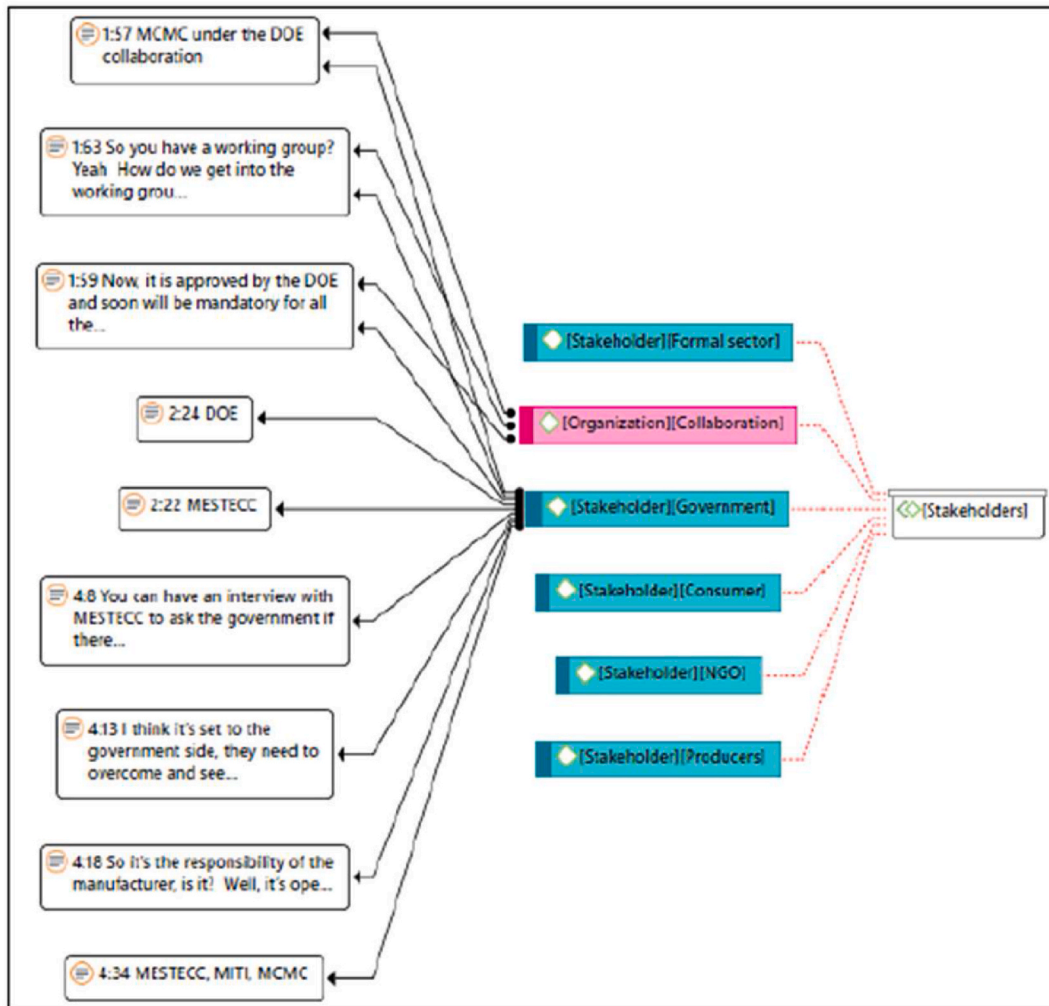 1:57 MCMC under the DOE
collaboration
1:63 So you have a working group?
Yeah How do we get into the
working grou...
1:59 Now, it is approved by the DOE
and soon will be mandatory for all
the...
2:24 DOE
2:22 MESTECC
4:8 You can have an interview with
MESTECC to ask the government if
there...
4:13 I think it's set to the
government side, they need to
overcome and see...
4:18 So it's the responsibility of the
manufacturer, is it? Well, it's ope...
4:34 MESTECC, MITI, MCMC
[Stakeholder][Formal sector]
[Organization][Collaboration]
[Stakeholder][Government]
[Stakeholder][Consumer]
[Stakeholder][NGO]
[Stakeholder][Producers]
[Stakeholders]